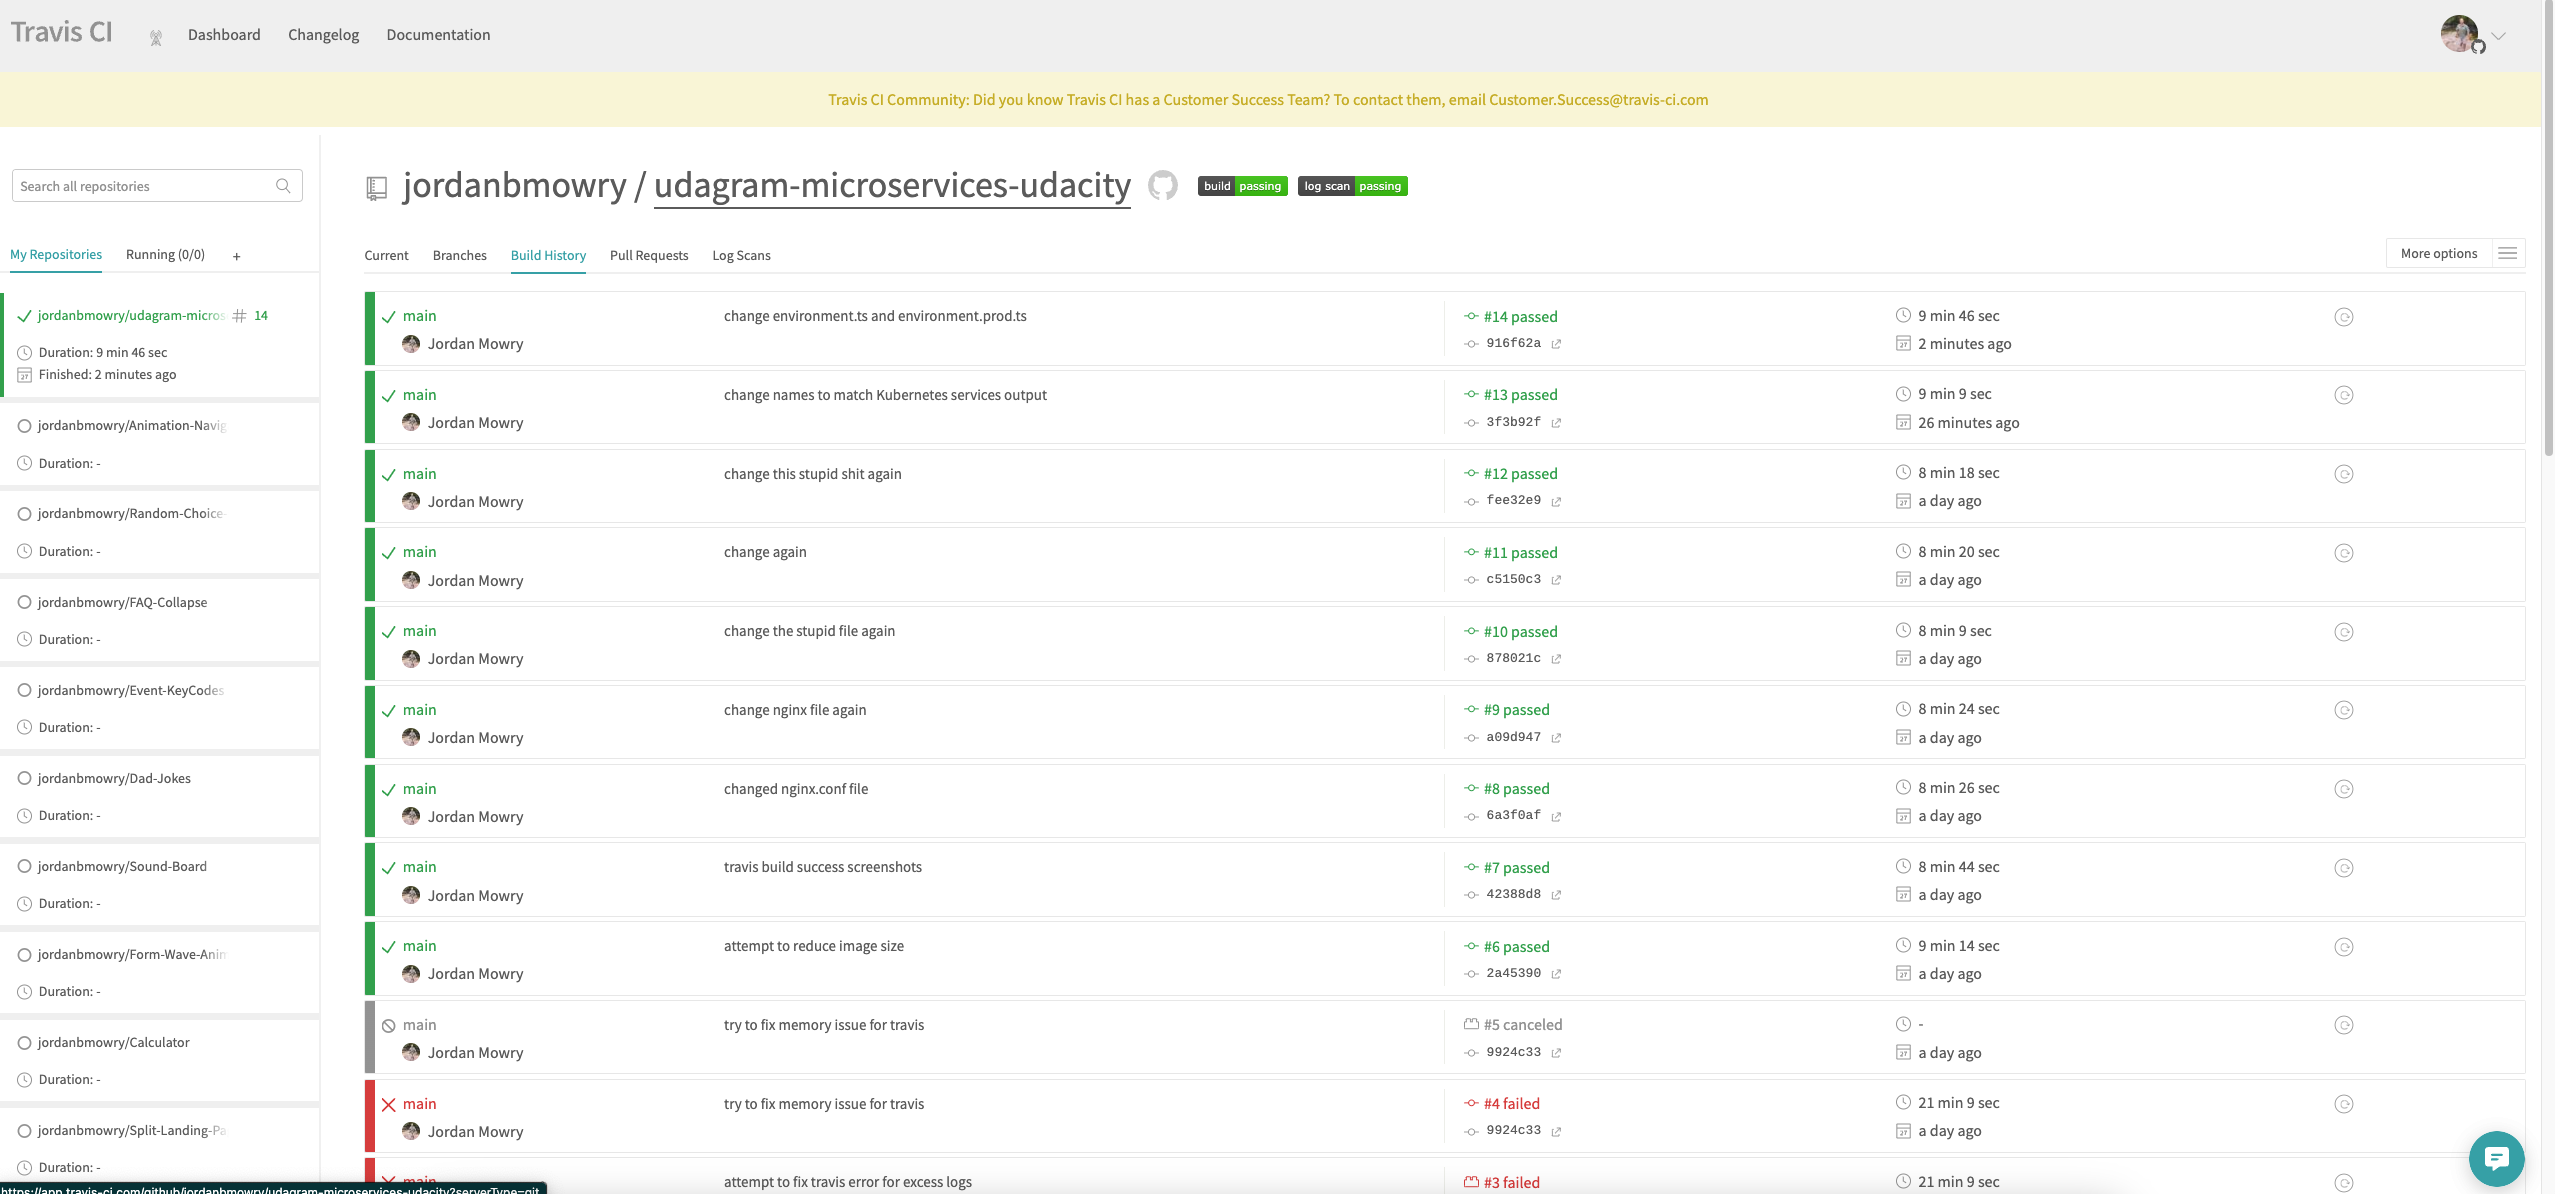 Travis CI
Dashboard
Changelog
Documentation
Travis CI Community: Did you know Travis CI has a Customer Success Team? To contact them, email Customer.Success@travis-ci.com
Search all repositories
My Repositories
Running (0/0)
+
jordanbmowry/udagram-micros
# 14
Duration: 9 min 46 sec
Finished: 2 minutes ago
jordanbmowry/Animation-Navig
Duration: -
jordanbmowry/Random-Choice-
Duration: -
jordanbmowry/FAQ-Collapse
Duration: -
jordanbmowry/Event-KeyCodes
Duration: -
jordanbmowry/Dad-Jokes
Duration: -
jordanbmowry/Sound-Board
Duration: -
jordanbmowry/Form-Wave-Anim
Duration: -
jordanbmowry/Calculator
Duration: -
jordanbmowry/Split-Landing-Pa
Duration: -
https://app.travis-ci.com/github/jordanbmowry/udagram-microservices-udacity?serverType=git
jordanbmowry / udagram-microservices-udacity
build passing
log scan passing
Current
Branches
Build History
Pull Requests
Log Scans
More options
main
change environment.ts and environment.prod.ts
#14 passed
9 min 46 sec
Jordan Mowry
916f62a
2 minutes ago
main
change names to match Kubernetes services output
#13 passed
9 min 9 sec
Jordan Mowry
3f3b92f
26 minutes ago
main
change this stupid shit again
#12 passed
8 min 18 sec
Jordan Mowry
fee32e9
a day ago
main
change again
#11 passed
8 min 20 sec
Jordan Mowry
c5150c3
a day ago
main
change the stupid file again
#10 passed
8 min 9 sec
Jordan Mowry
878021c
a day ago
main
change nginx file again
#9 passed
8 min 24 sec
Jordan Mowry
a09d947
a day ago
main
changed nginx.conf file
#8 passed
8 min 26 sec
Jordan Mowry
6a3f0af
a day ago
main
travis build success screenshots
#7 passed
8 min 44 sec
Jordan Mowry
42388d8
a day ago
main
attempt to reduce image size
#6 passed
9 min 14 sec
Jordan Mowry
2a45390
a day ago
main
try to fix memory issue for travis
#5 canceled
-
Jordan Mowry
9924c33
a day ago
main
try to fix memory issue for travis
#4 failed
21 min 9 sec
Jordan Mowry
9924c33
a day ago
main
attempt to fix travis error for excess logs
#3 failed
21 min 9 sec